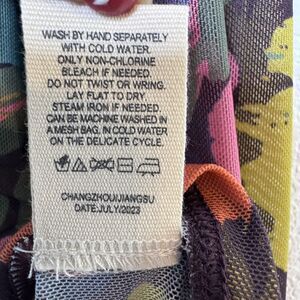 WASH BY HAND SEPARATELY
WITH COLD WATER.
ONLY NON-CHLORINE
BLEACH IF NEEDED.
DO NOT TWIST OR WRING.
LAY FLAT TO DRY
STEAM IRON IF NEEDED.
CAN BE MACHINE WASHED IN
A MESH BAG, IN COLD WATER
ON THE DELICATE CYCLE.
CHANGZHOU/JIANGSU
DATE:JULY/2023